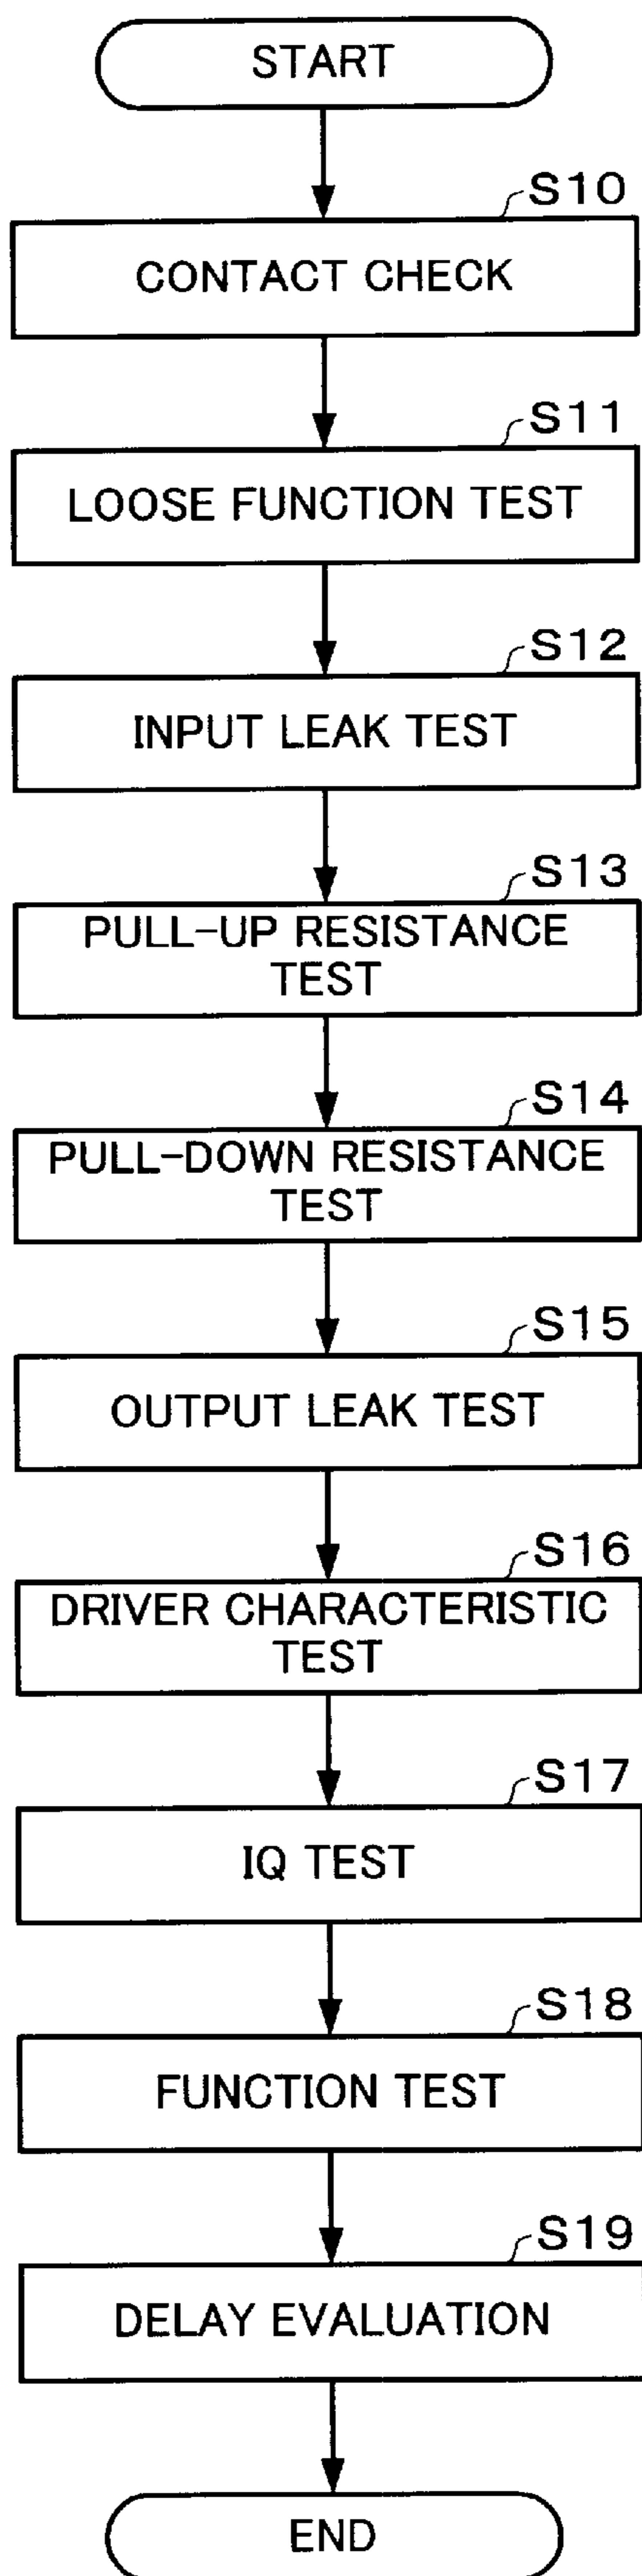 START
S10
CONTACT CHECK
S11
LOOSE FUNCTION TEST
S12
INPUT LEAK TEST
S13
PULL-UP RESISTANCE
TEST
S14
PULL-DOWN RESISTANCE
TEST
S15
OUTPUT LEAK TEST
S16
DRIVER CHARACTERISTIC
TEST
S17
IQ TEST
S18
FUNCTION TEST
S19
DELAY EVALUATION
END